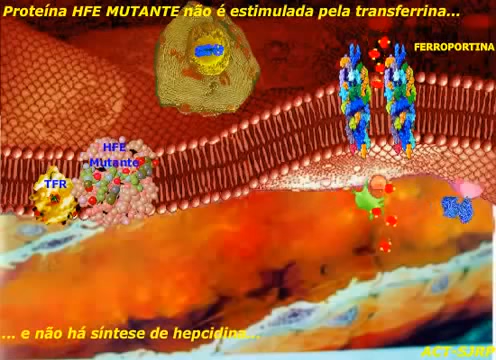 Proteína HFE MUTANTE não é estimulada pela transferrina...
FERROPORTINA
HFE
Mutante
TFR
... e não há síntese de hepcidina...
ACT-SJRP